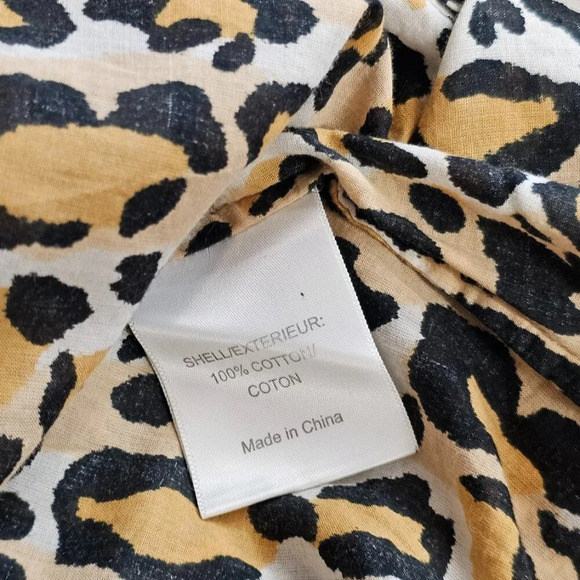 SHELL/EXTERIEUR:
100% COTTON/
COTON
Made in China